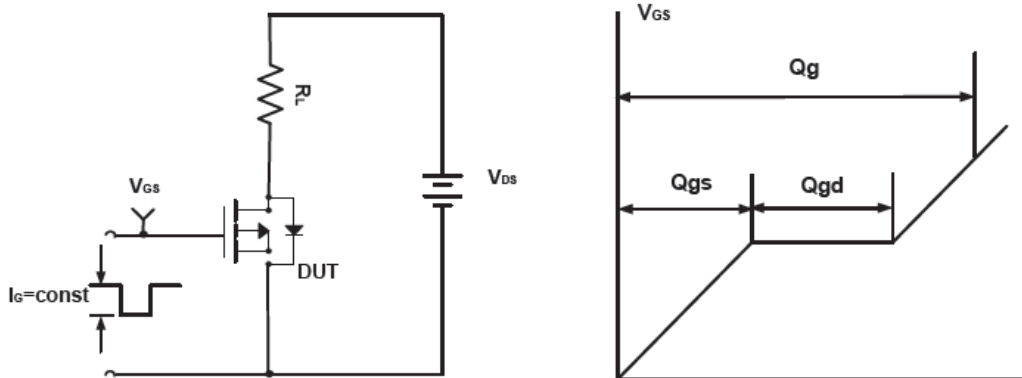 RL
VGS
VDS
DUT
IG=const
VGS
Qg
Qgs
Qgd